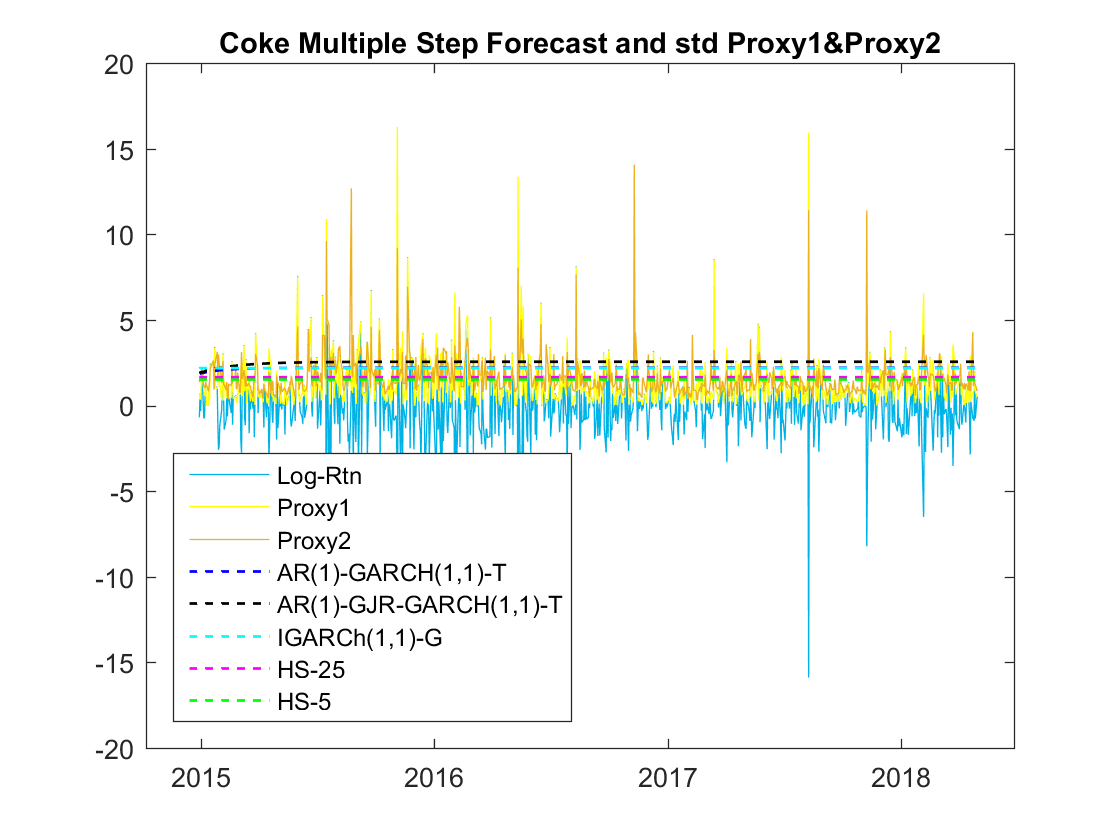 Coke Multiple Step Forecast and std Proxy1&Proxy2
20
15
10
5
0
-5
-10
-15
-20
Log-Rtn
Proxy1
Proxy2
AR(1)-GARCH(1,1)-T
AR(1)-GJR-GARCH(1,1)-T
IGARCh(1,1)-G
HS-25
HS-5
2015 2016 2017 2018